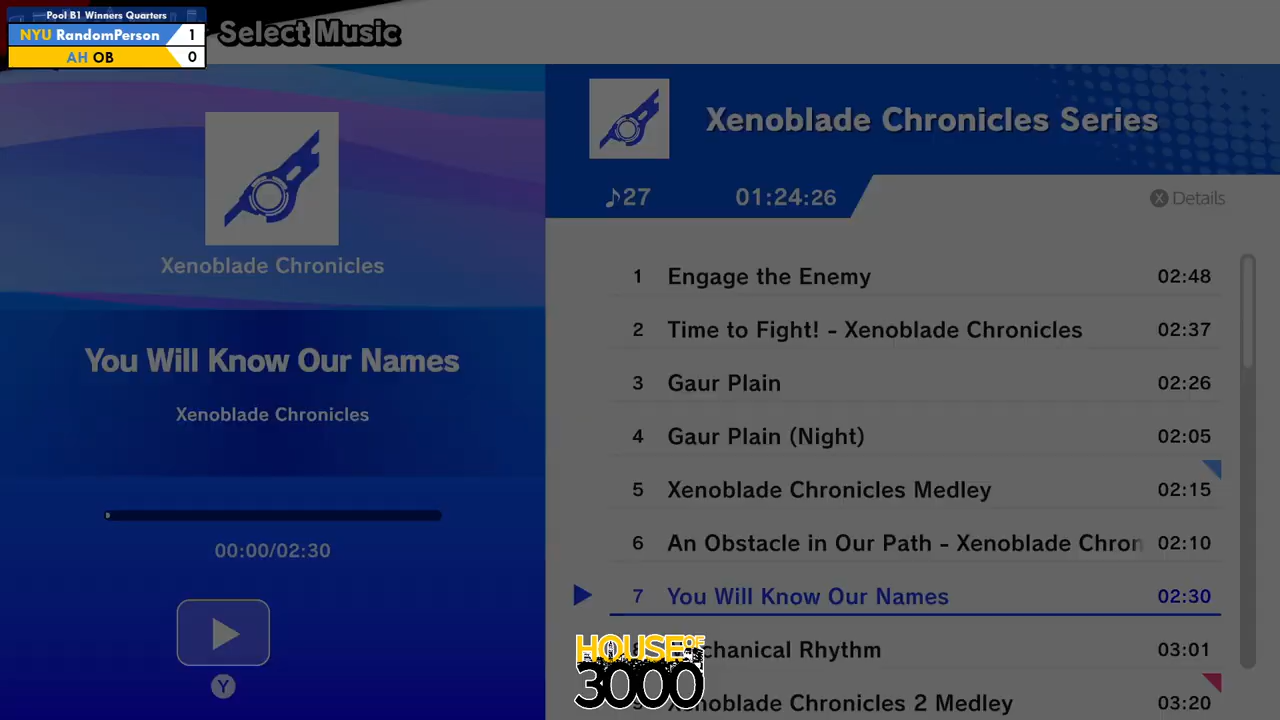 Pool B1 Winners Quarters
NYU RandomPerson 1
AH OB 0
Select Music
Xenoblade Chronicles
You Will Know Our Names
Xenoblade Chronicles
00:00/02:30
Y
Xenoblade Chronicles Series
♪27 01:24:26
X Details
1 Engage the Enemy 02:48
2 Time to Fight! - Xenoblade Chronicles 02:37
3 Gaur Plain 02:26
4 Gaur Plain (Night) 02:05
5 Xenoblade Chronicles Medley 02:15
6 An Obstacle in Our Path - Xenoblade Chron 02:10
7 You Will Know Our Names 02:30
8 chanical Rhythm 03:01
noblade Chronicles 2 Medley 03:20
HOUSE OF
3000